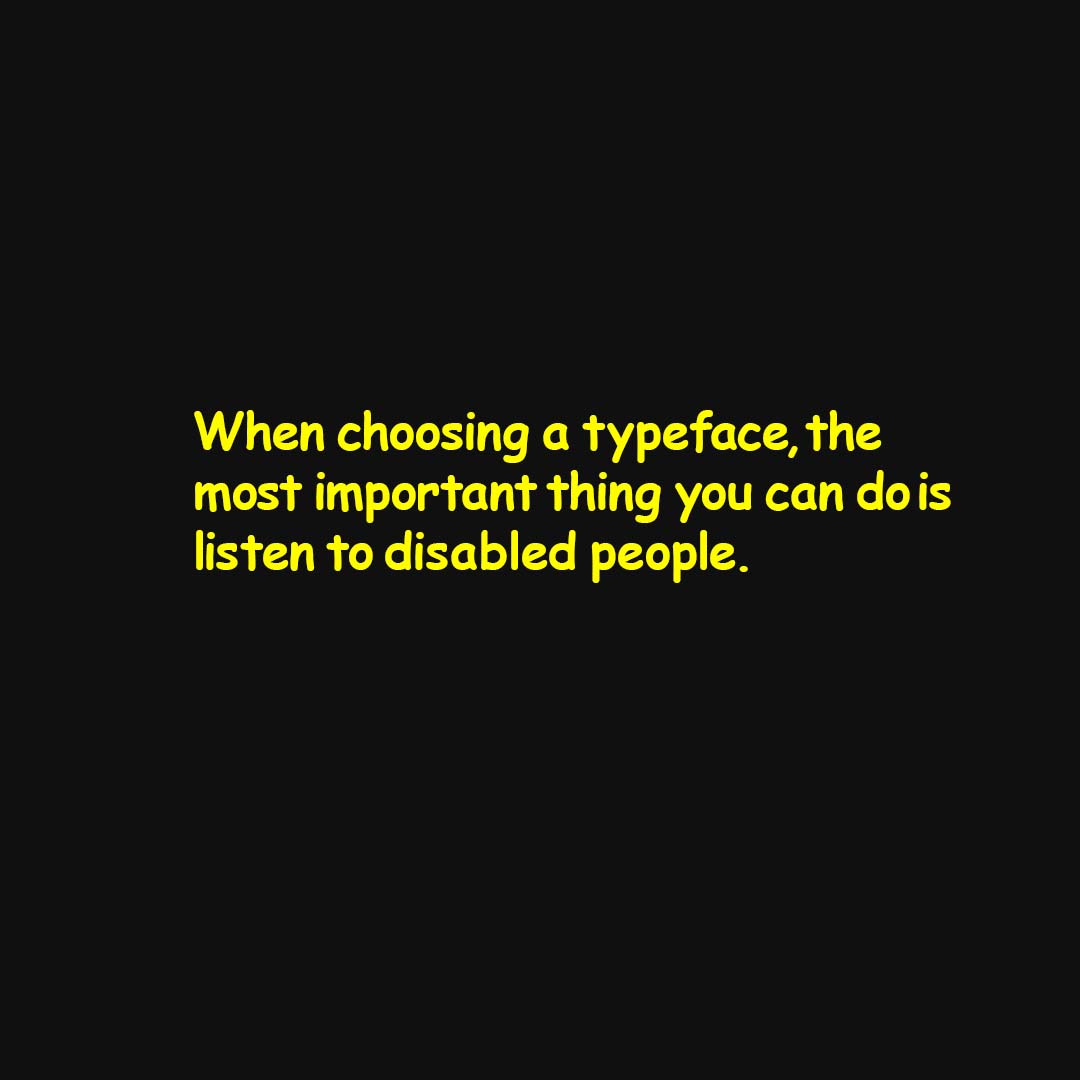 When choosing a typeface, the
most important thing you can do is
listen to disabled people.